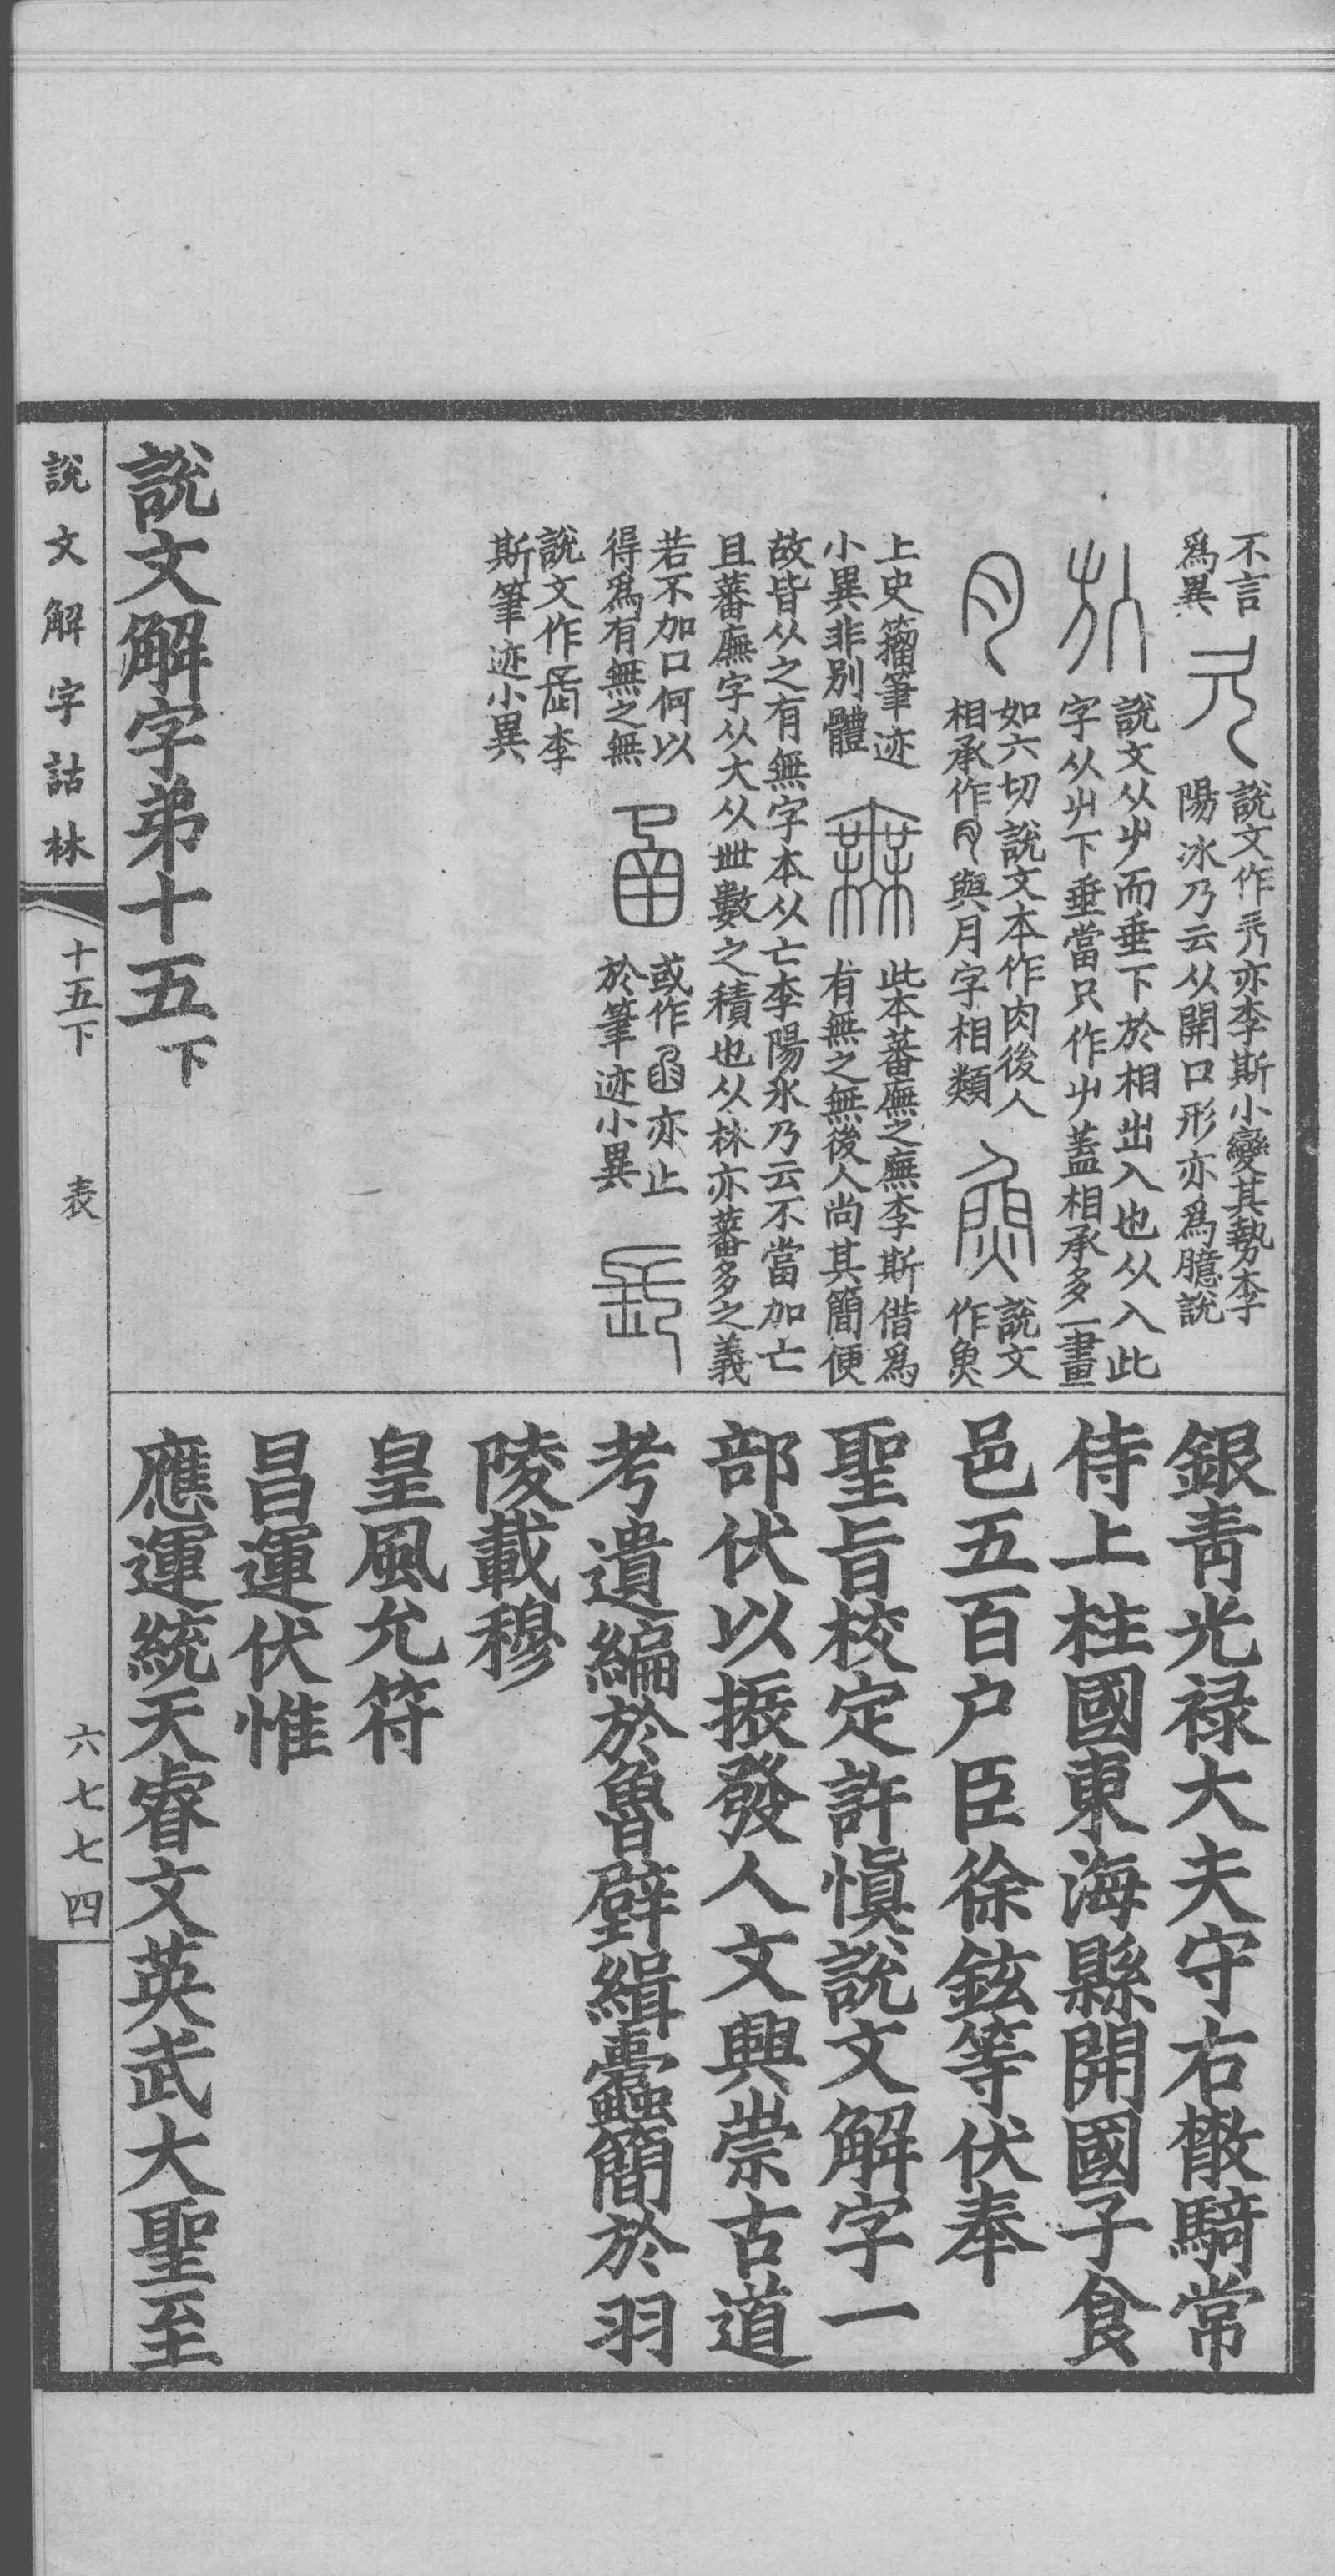 不言
爲異
說文作亦李斯小變其勢李
陽冰乃云从開口形亦爲臆說
說文从屮而垂下於相出入也从入此
字从屮下垂當只作屮蓋相承多一畫
如六切說文本作肉後人
相承作與月字相類
說文
作魚
上史籀筆迹
小異非別體
此本蕃廡之廡李斯借爲
有無之無後人尚其簡便
故皆从之有無字本从亡李陽冰乃云不當加亡
且蕃廡字从大从卌數之積也从林亦蕃多之義
若不加口何以
得爲有無之無
或作亦止
於筆迹小異
說文作李
斯筆迹小異
說文解字弟十五下
銀青光祿大夫守右散騎常
侍上柱國東海縣開國子食
邑五百户臣徐鉉等伏奉
聖旨校定許慎說文解字一
部伏以振發人文興崇古道
考遺編於魯壁緝蠹簡於羽
陵載穆
皇風允符
昌運伏惟
應運統天睿文英武大聖至
說文解字詁林
十五下
表
六七七四